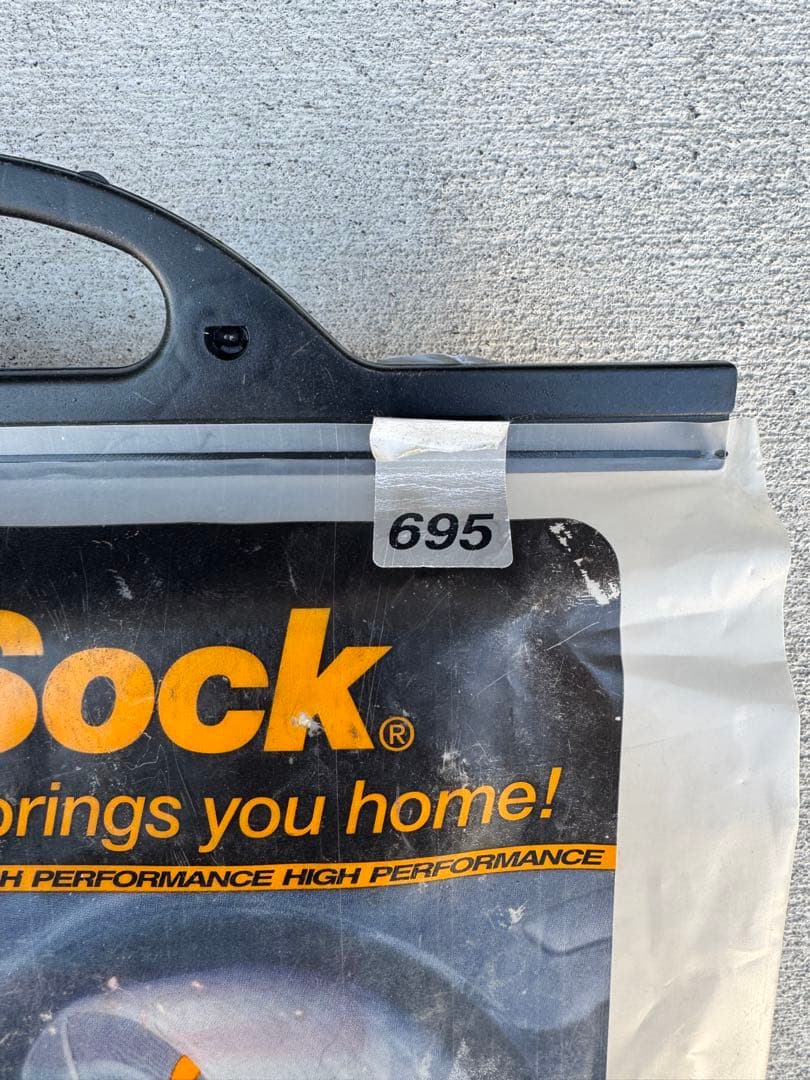 695
Sock®
brings you home!
H PERFORMANCE HIGH PERFORMANCE